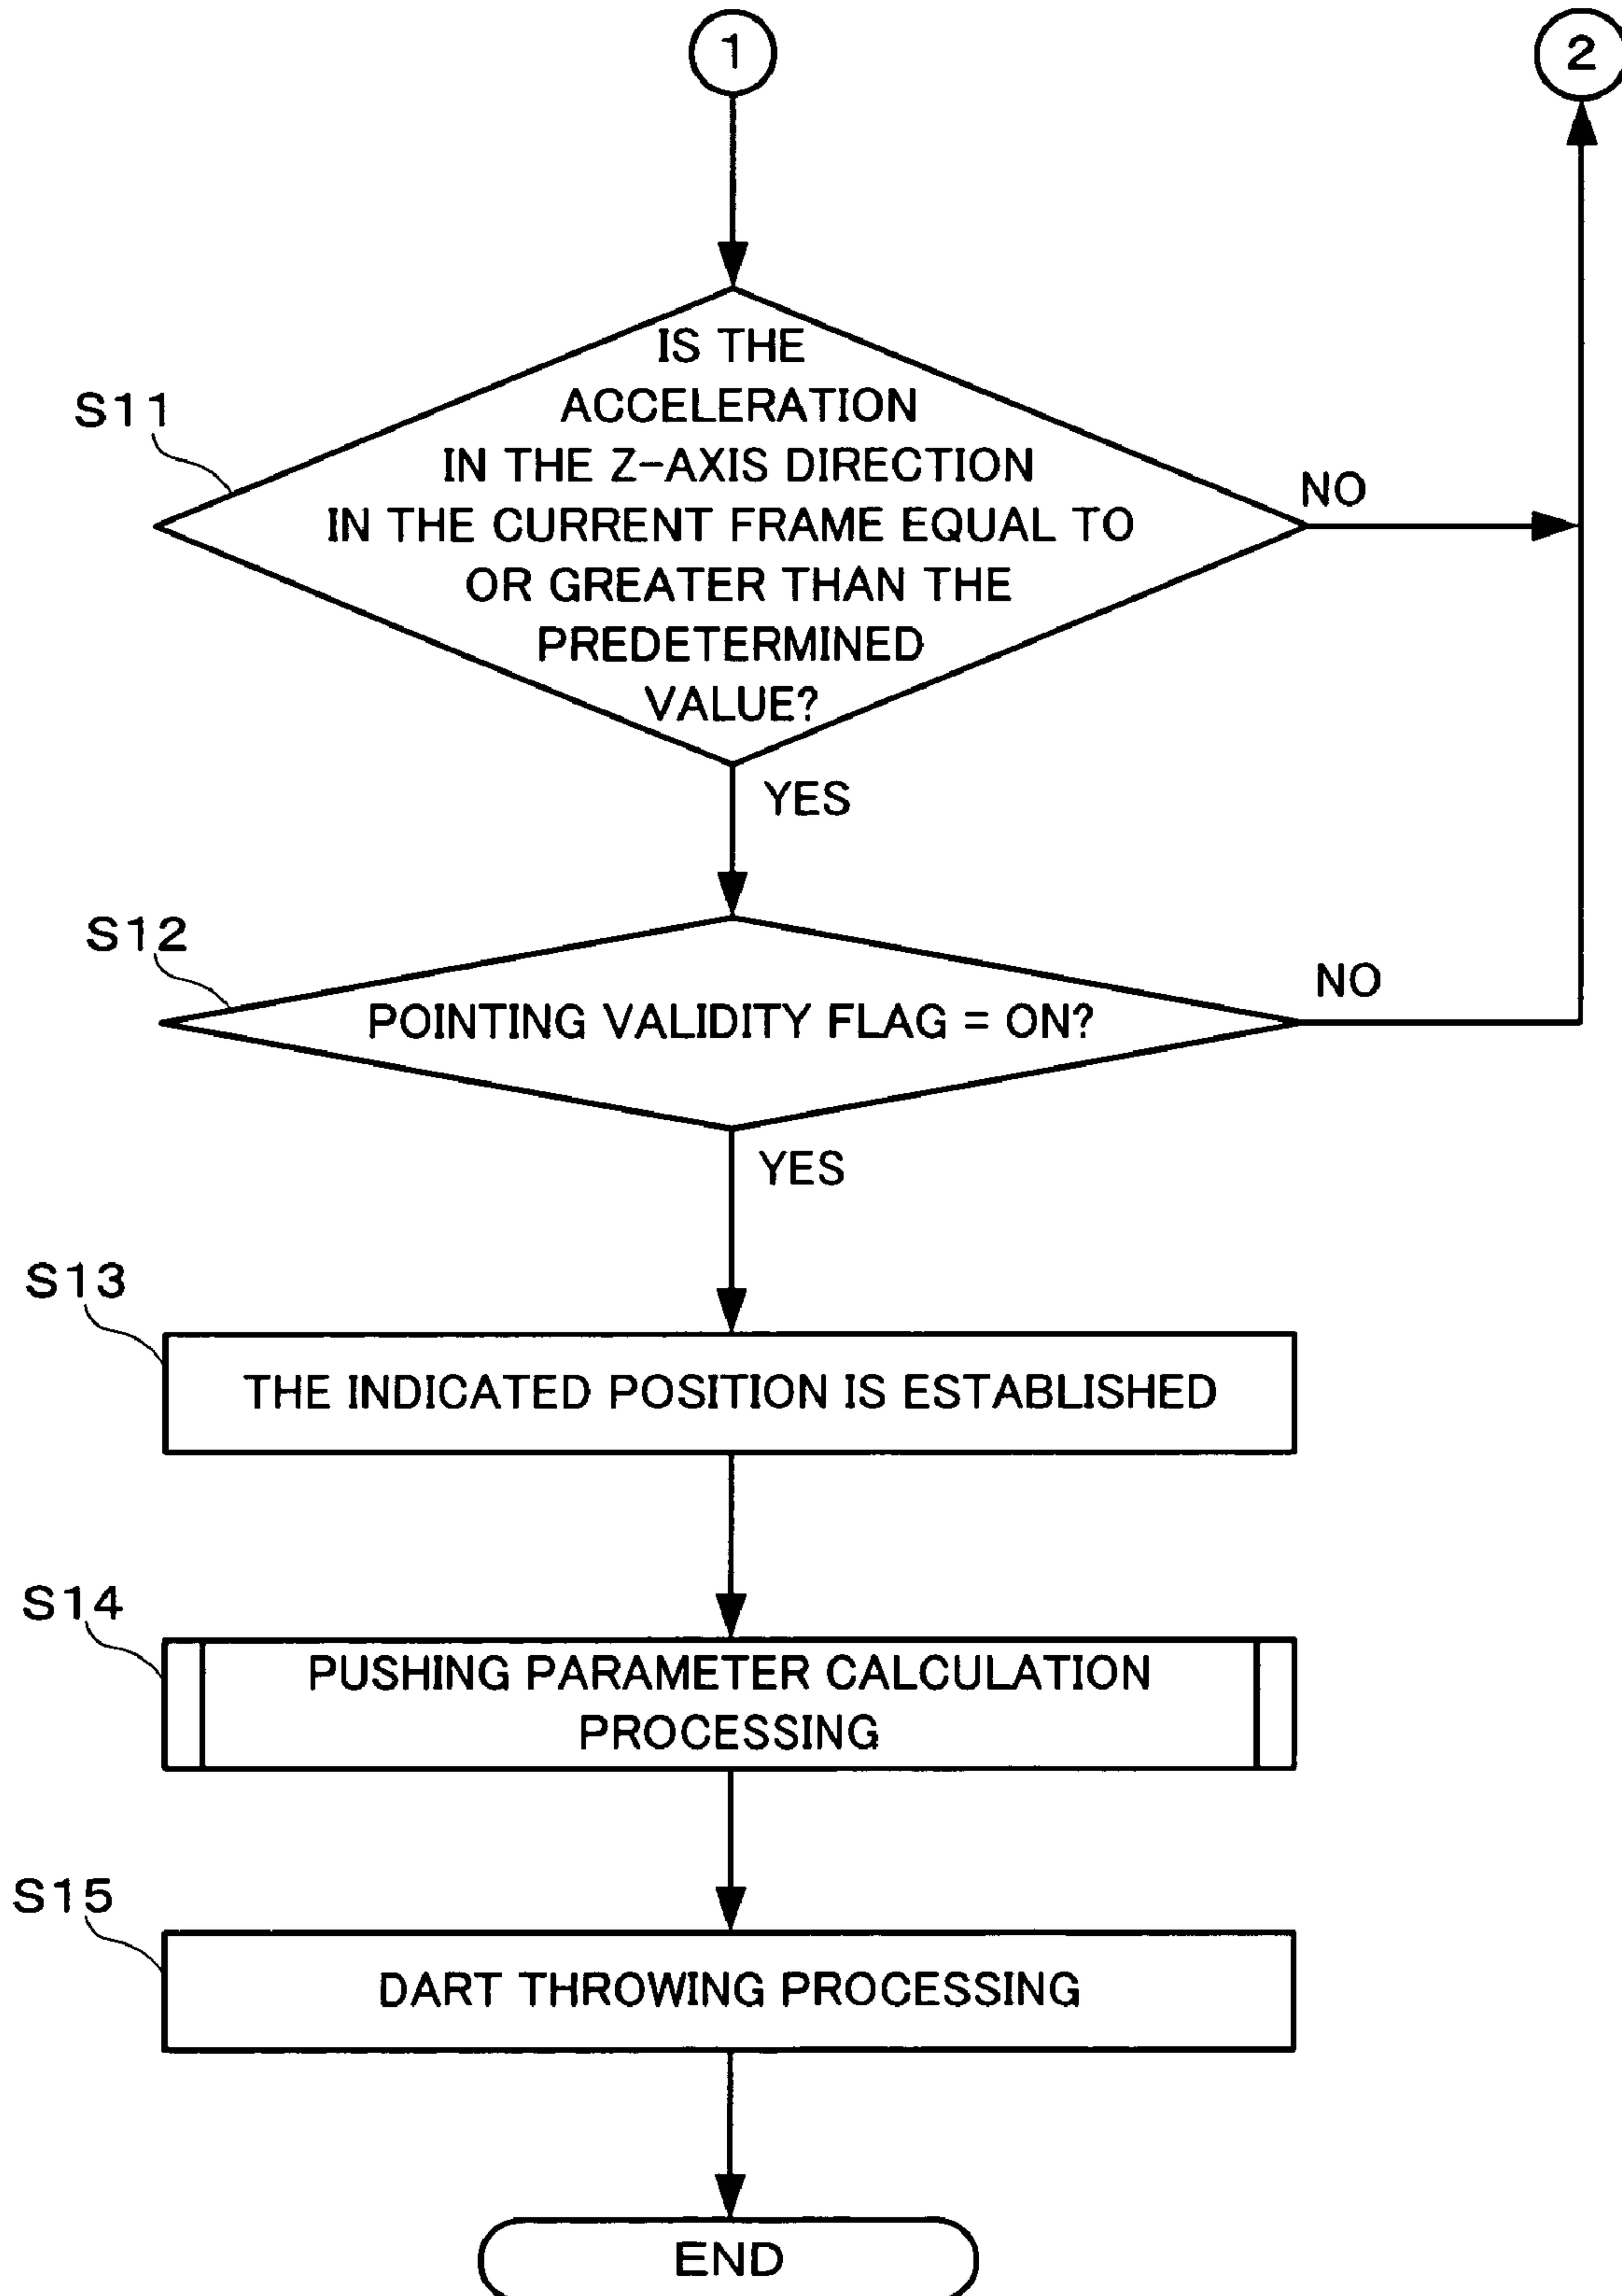 1
2
S11
IS THE
ACCELERATION
IN THE Z-AXIS DIRECTION
IN THE CURRENT FRAME EQUAL TO
OR GREATER THAN THE
PREDETERMINED
VALUE?
NO
YES
S12
POINTING VALIDITY FLAG = ON?
NO
YES
S13
THE INDICATED POSITION IS ESTABLISHED
S14
PUSHING PARAMETER CALCULATION
PROCESSING
S15
DART THROWING PROCESSING
END